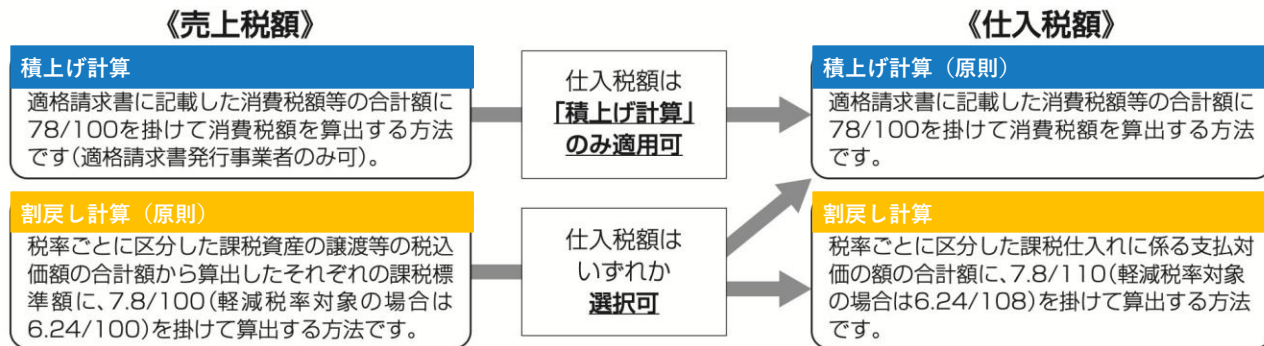 《売上税額》
積上げ計算
適格請求書に記載した消費税額等の合計額に
78/100を掛けて消費税額を算出する方法
です(適格請求書発行事業者のみ可)。
割戻し計算（原則）
税率ごとに区分した課税資産の譲渡等の税込
価額の合計額から算出したそれぞれの課税標
準額に、7.8/100(軽減税率対象の場合は
6.24/100)を掛けて算出する方法です。
仕入税額は
「積上げ計算」
のみ適用可
仕入税額は
いずれか
選択可
《仕入税額》
積上げ計算（原則）
適格請求書に記載した消費税額等の合計額に
78/100を掛けて消費税額を算出する方法
です。
割戻し計算
税率ごとに区分した課税仕入れに係る支払対
価の額の合計額に、7.8/110(軽減税率対象
の場合は6.24/108)を掛けて算出する方法
です。